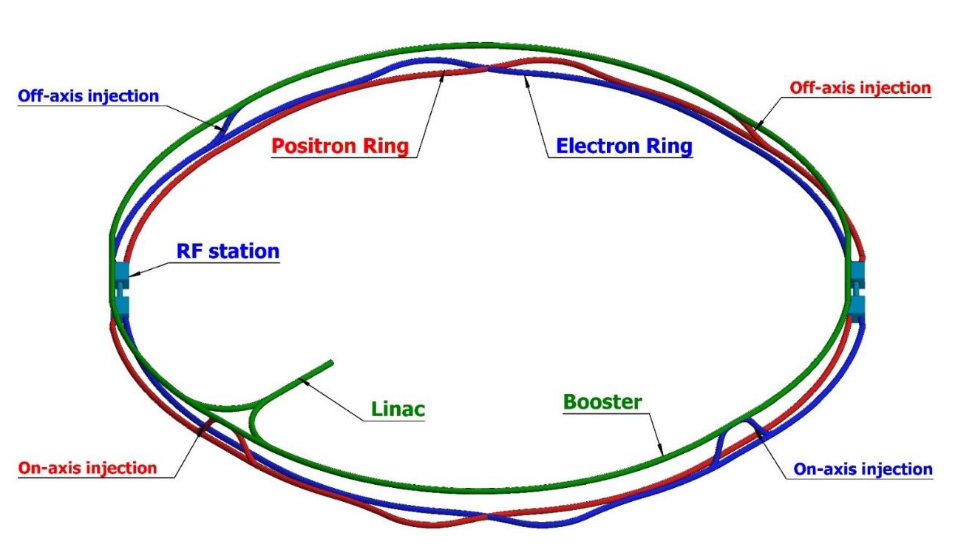 Off-axis injection
Off-axis injection
Positron Ring
Electron Ring
RF station
Linac
Booster
On-axis injection
On-axis injection